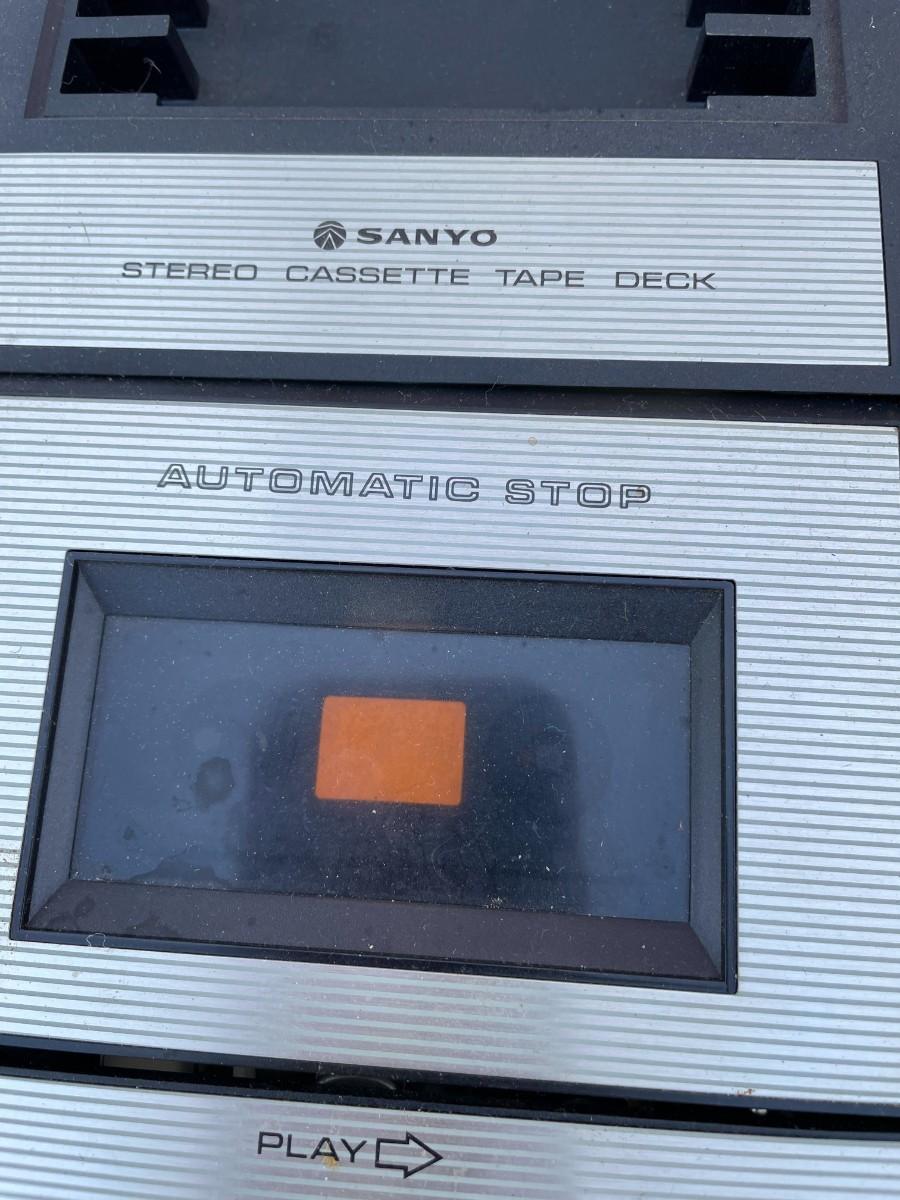 SANYO
STEREO CASSETTE TAPE DECK
AUTOMATIC STOP
PLAY